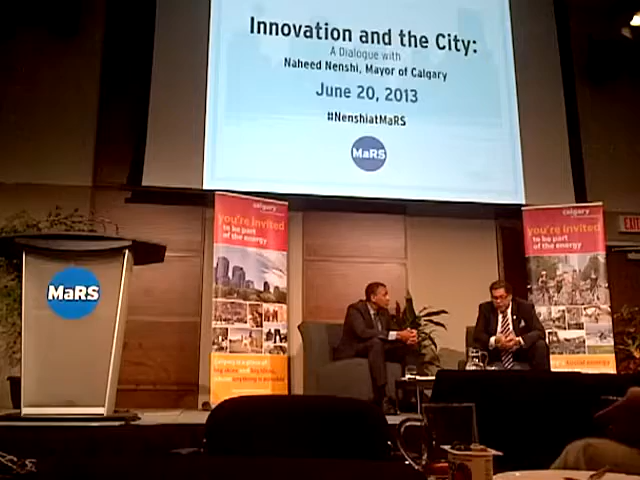 Innovation and the City:
A Dialogue with
Naheed Nenshi, Mayor of Calgary
June 20, 2013
#NenshiatMaRS
MaRS
MaRS
calgary
you're invited
to be part
of the energy
calgary
you're invited
to be part
of the energy
EXIT